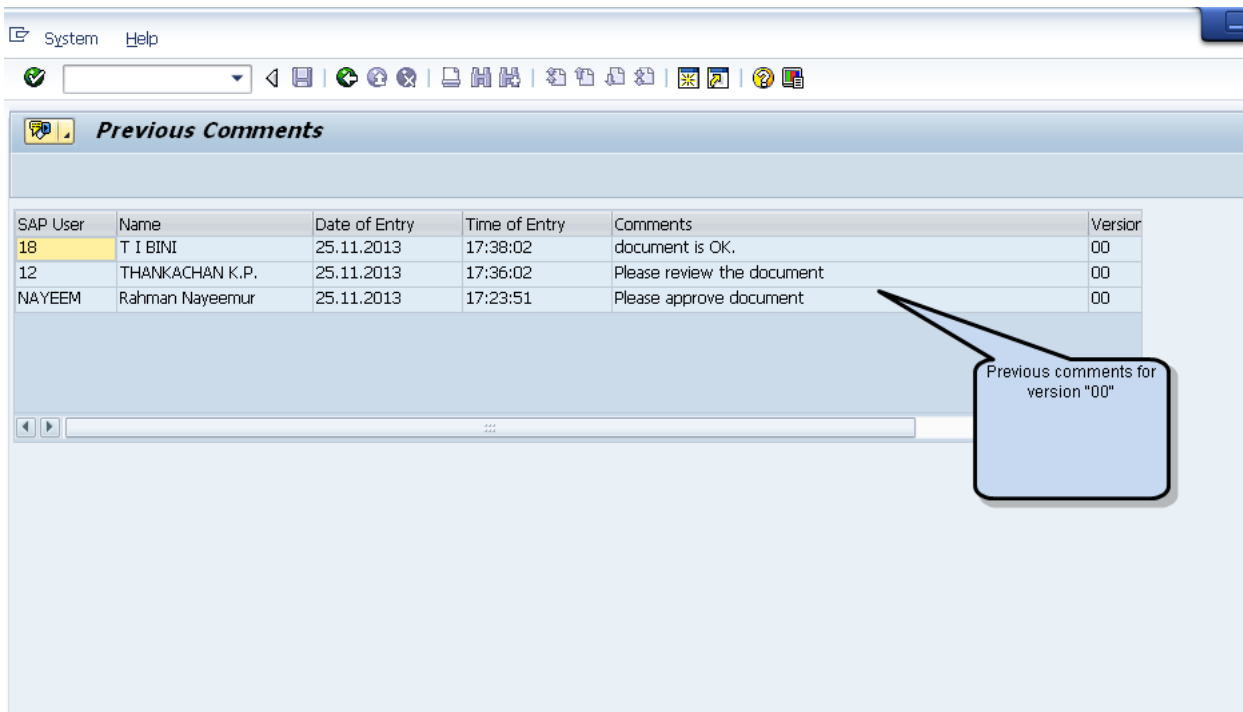 System Help
Previous Comments
SAP User Name Date of Entry Time of Entry Comments Version
18 T I BINI 25.11.2013 17:38:02 document is OK. 00
12 THANKACHAN K.P. 25.11.2013 17:36:02 Please review the document 00
NAYEEM Rahman Nayeemur 25.11.2013 17:23:51 Please approve document 00
Previous comments for
version "00"